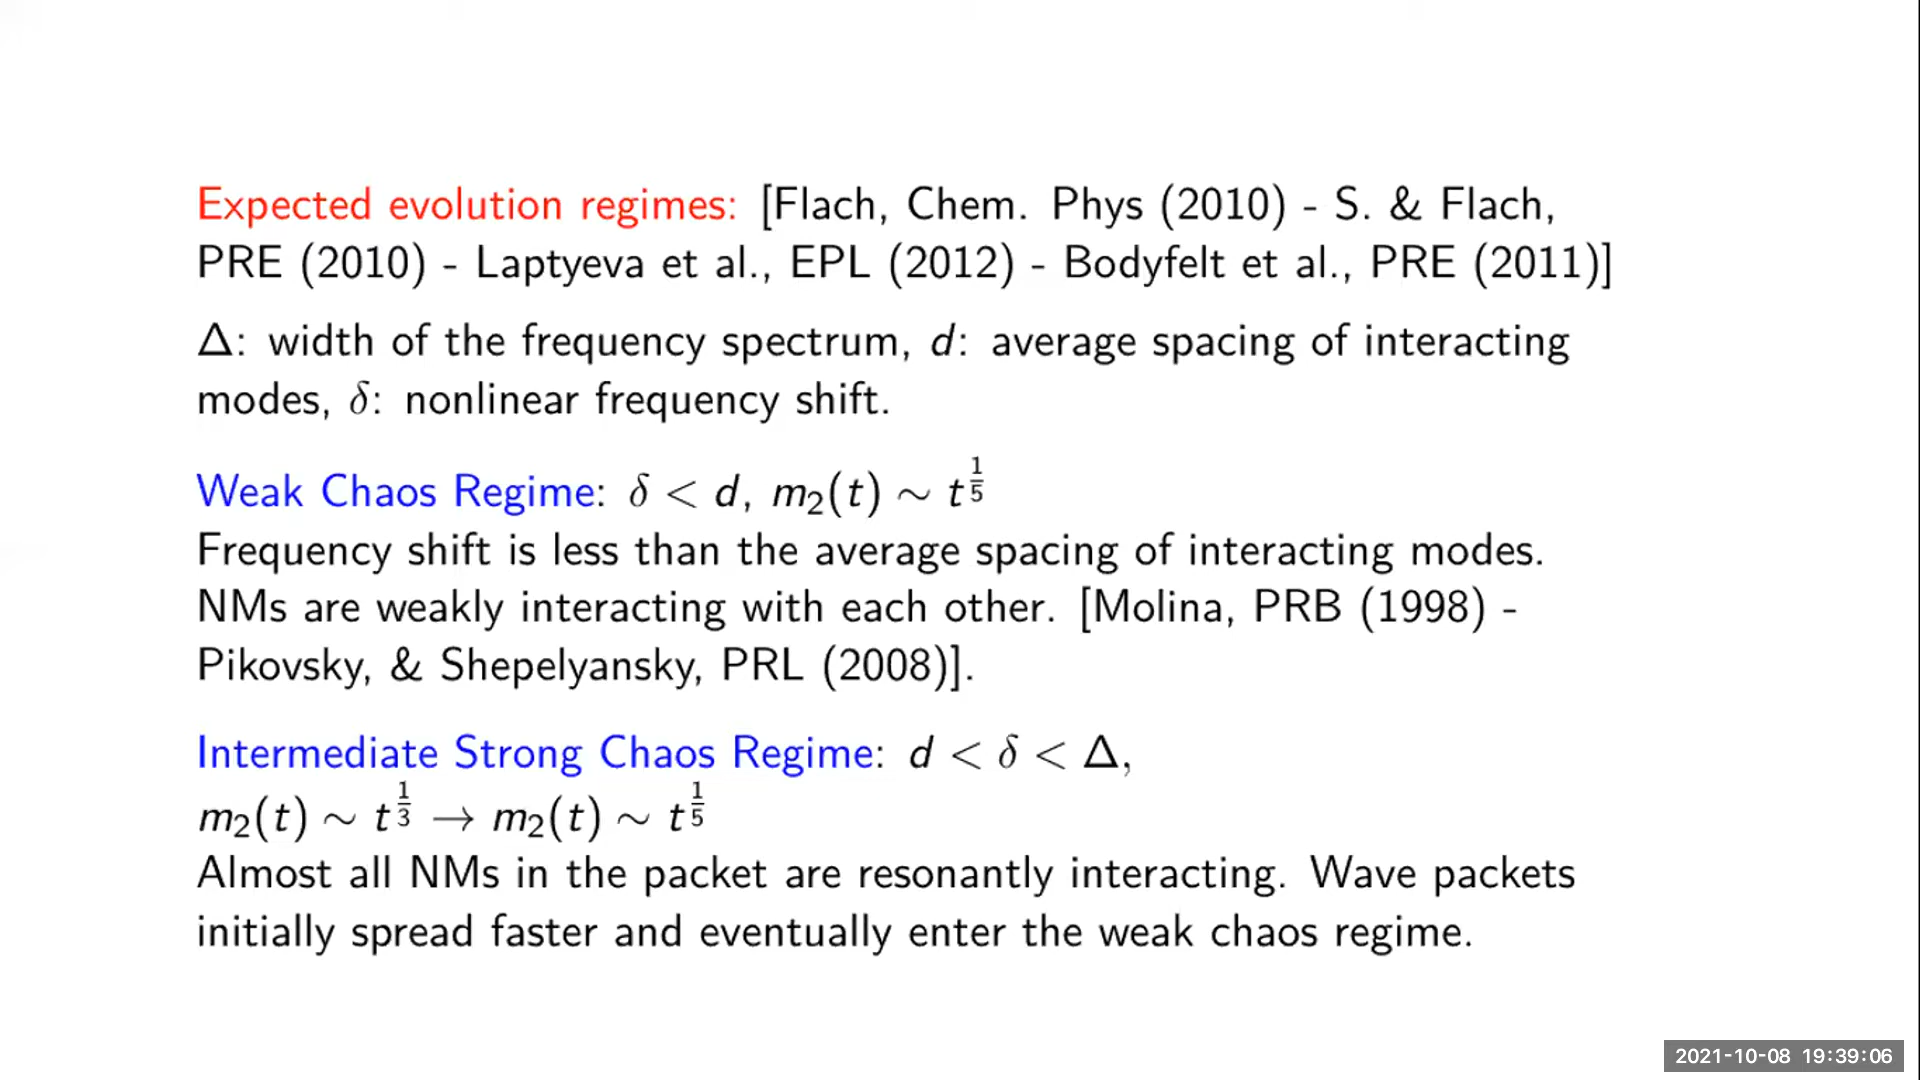 Expected evolution regimes: [Flach, Chem. Phys (2010) - S. & Flach,
PRE (2010) - Laptyeva et al., EPL (2012) - Bodyfelt et al., PRE (2011)]
Δ: width of the frequency spectrum, d: average spacing of interacting
modes, δ: nonlinear frequency shift.
Weak Chaos Regime: δ < d, m₂(t) ∼ t^{1/5}
Frequency shift is less than the average spacing of interacting modes.
NMs are weakly interacting with each other. [Molina, PRB (1998) -
Pikovsky, & Shepelyansky, PRL (2008)].
Intermediate Strong Chaos Regime: d < δ < Δ,
m₂(t) ∼ t^{1/3} → m₂(t) ∼ t^{1/5}
Almost all NMs in the packet are resonantly interacting. Wave packets
initially spread faster and eventually enter the weak chaos regime.
2021-10-08 19:39:06